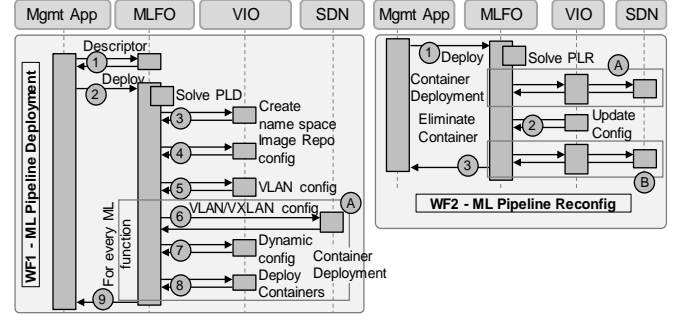 Mgmt App MLFO VIO SDN
WF1 - ML Pipeline Deployment
Descriptor
1
Deploy
2
Solve PLD
3
Create
name space
4
Image Repo
config
5
VLAN config
For every ML
function
A
6
VLAN/VXLAN config
7
Dynamic
config
Container
Deployment
8
Deploy
Containers
9
Mgmt App MLFO VIO SDN
1
Deploy
Solve PLR
A
Container
Deployment
Eliminate
Container
2
Update
Config
3
B
WF2 - ML Pipeline Reconfig